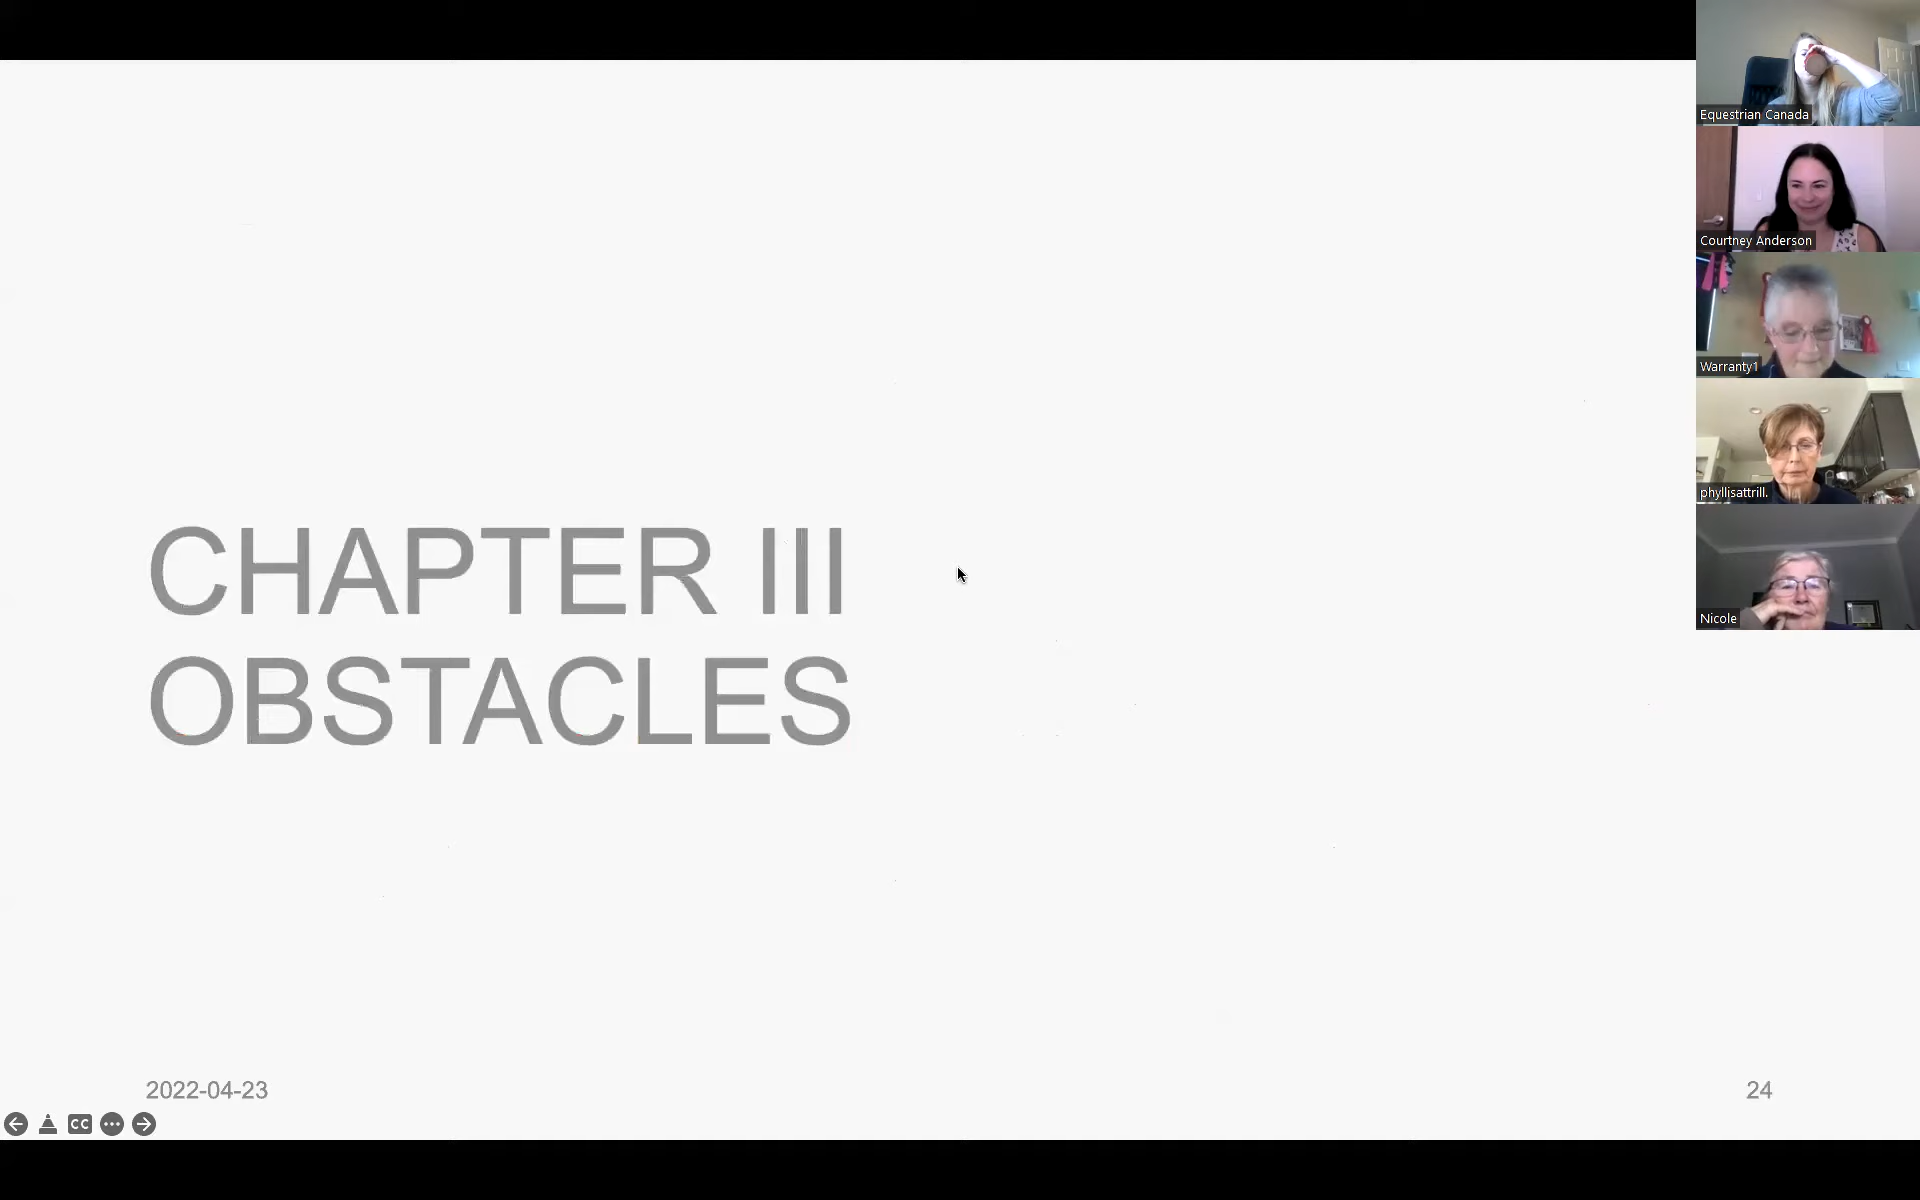 CHAPTER III
OBSTACLES
2022-04-23
24
CC
Equestrian Canada
Courtney Anderson
Warranty1
phyllisattrill.
Nicole